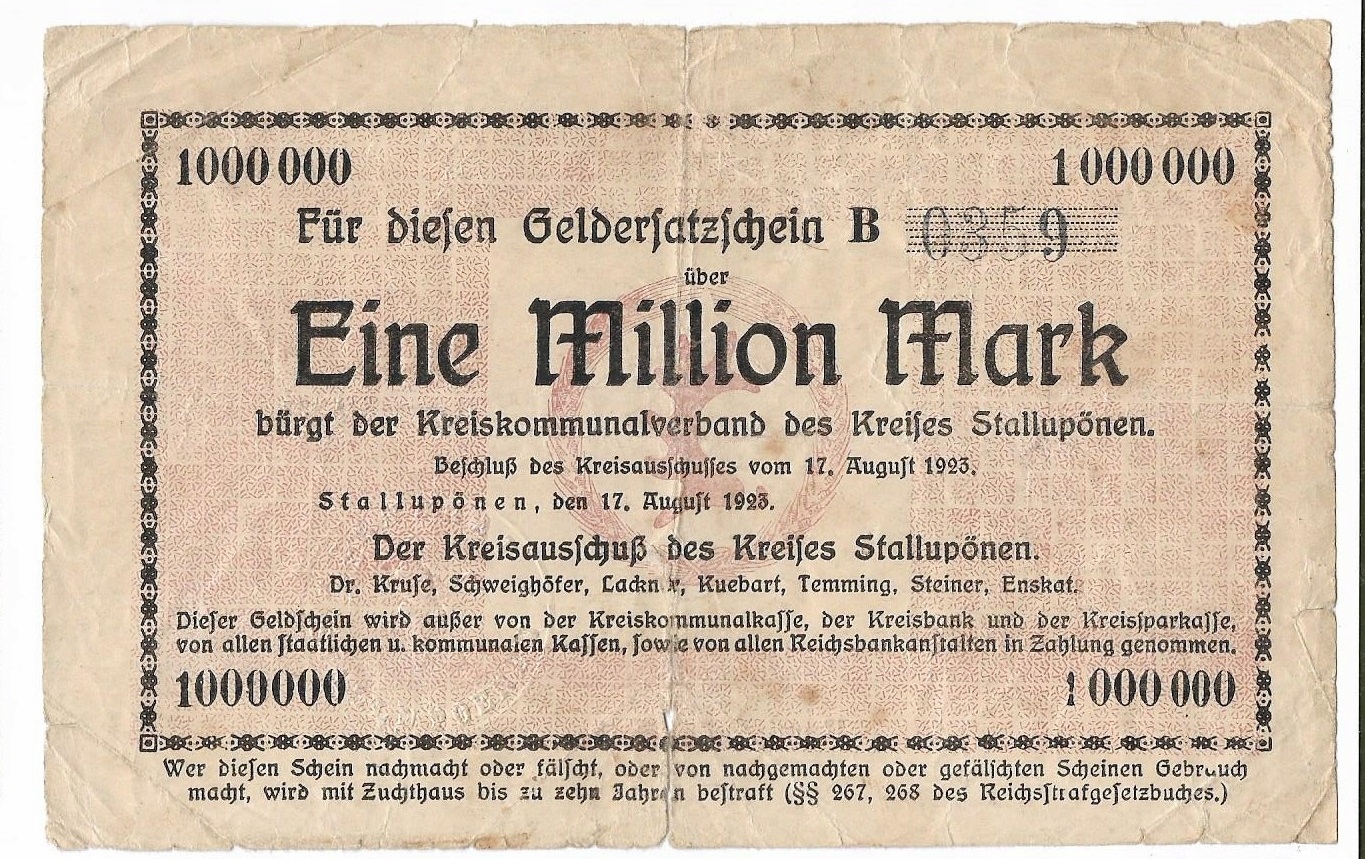 1000 000 1 000 000
Für diesen Geldersatzschein B 0359
über
Eine Million Mark
bürgt der Kreiskommunalverband des Kreises Stallupönen.
Beschluß des Kreisausschusses vom 17. August 1923.
Stallupönen, den 17. August 1923.
Der Kreisausschuß des Kreises Stallupönen.
Dr. Kruse, Schweighöfer, Lackner, Kuebart, Temming, Steiner, Enskat.
Dieser Geldschein wird außer von der Kreiskommunalkasse, der Kreisbank und der Kreissparkasse,
von allen staatlichen u. kommunalen Kassen, sowie von allen Reichsbankanstalten in Zahlung genommen.
1000000 1 000 000
Wer diesen Schein nachmacht oder fälscht, oder von nachgemachten oder gefälschten Scheinen Gebrauch
macht, wird mit Zuchthaus bis zu zehn Jahren bestraft (§§ 267, 268 des Reichsstrafgesetzbuches.)